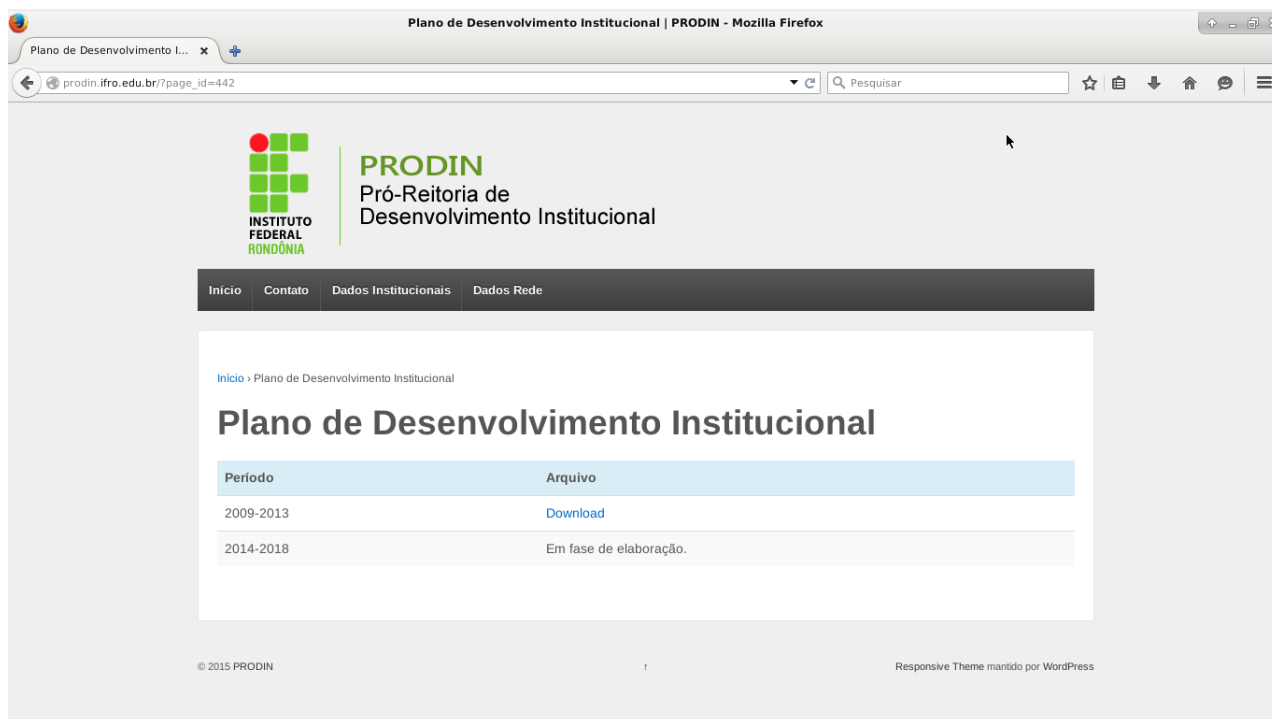 Plano de Desenvolvimento Institucional | PRODIN - Mozilla Firefox
Plano de Desenvolvimento I...
prodin.ifro.edu.br/?page_id=442
Pesquisar
INSTITUTO
FEDERAL
RONDÔNIA
PRODIN
Pró-Reitoria de
Desenvolvimento Institucional
Início Contato Dados Institucionais Dados Rede
Início › Plano de Desenvolvimento Institucional
Plano de Desenvolvimento Institucional
Período Arquivo
2009-2013 Download
2014-2018 Em fase de elaboração.
© 2015 PRODIN ↑ Responsive Theme mantido por WordPress